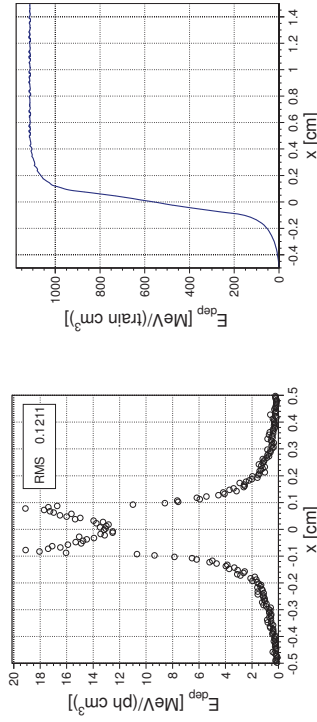 E_dep [MeV/(ph cm³)]
20
18
16
14
12
10
8
6
4
2
0
RMS 0.1211
-0.5 -0.4 -0.3 -0.2 -0.1 0 0.1 0.2 0.3 0.4 0.5
x [cm]
E_dep [MeV/(train cm³)]
1000
800
600
400
200
0
-0.4 -0.2 0 0.2 0.4 0.6 0.8 1 1.2 1.4
x [cm]